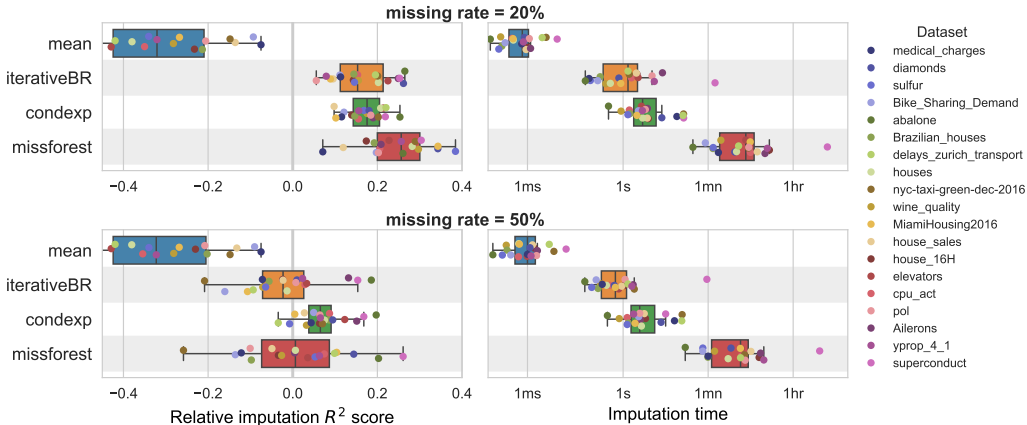 missing rate = 20%
mean
iterativeBR
condexp
missforest
−0.4 −0.2 0.0 0.2 0.4
1ms 1s 1mn 1hr
missing rate = 50%
mean
iterativeBR
condexp
missforest
−0.4 −0.2 0.0 0.2 0.4
1ms 1s 1mn 1hr
Relative imputation R² score
Imputation time
Dataset
medical_charges
diamonds
sulfur
Bike_Sharing_Demand
abalone
Brazilian_houses
delays_zurich_transport
houses
nyc-taxi-green-dec-2016
wine_quality
MiamiHousing2016
house_sales
house_16H
elevators
cpu_act
pol
Ailerons
yprop_4_1
superconduct